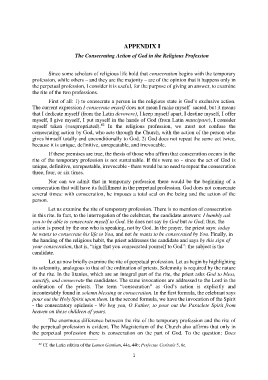 APPENDIX I
The Consecrating Action of God in the Religious Profession
Since some scholars of religious life hold that consecration begins with the temporary
profession, while others – and they are the majority – are of the opinion that it happens only in
the perpetual profession, I consider it is useful, for the purpose of giving an answer, to examine
the rite of the two professions.
First of all: 1) to consecrate a person in the religious state is God's exclusive action.
The current expression I consecrate myself does not mean I make myself sacred, but it means
that I dedicate myself (from the Latin devovere), I keep myself apart, I destine myself, I offer
myself, I give myself, I put myself in the hands of God (from Latin mancipare), I consider
myself taken (reappropriated). In the religious profession, we must not confuse the
consecrating action by God, who acts through the Church, with the action of the person who
gives himself totally and unconditionally to God. 2) God does not repeat the same act twice,
because it is unique, definitive, unrepeatable, and irrevocable.
If these premises are true, the thesis of those who affirm that consecration occurs in the
rite of the temporary profession is not sustainable. If this were so – since the act of God is
unique, definitive, unrepeatable, irrevocable – there would be no need to repeat the consecration
three, four, or six times.
Nor can we admit that in temporary profession there would be the beginning of a
consecration that will have its fulfilment in the perpetual profession. God does not consecrate
several times; with consecration, he imposes a total seal on the being and the action of the
person.
Let us examine the rite of temporary profession. There is no mention of consecration
in this rite. In fact, to the interrogation of the celebrant, the candidate answers: I humbly ask
you to be able to consecrate myself to God. He does not say by God but to God; thus, the
action is posed by the one who is speaking, not by God. In the prayer, the priest says: today
he wants to consecrate his life to You, and not he wants to be consecrated by You. Finally, in
the handing of the religious habit, the priest addresses the candidate and says by this sign of
your consecration, that is, "sign that you consecrated yourself to God": the subject is the
candidate.
Let us now briefly examine the rite of perpetual profession. Let us begin by highlighting
its solemnity, analogous to that of the ordination of priests. Solemnity is required by the nature
of the rite. In the litanies, which are an integral part of the rite, the priest asks God to bless,
sanctify, and consecrate the candidates. The same invocations are addressed to the Lord in the
ordination of the priests. The term "consecration" as God's action is explicitly and
incontestably found in solemn blessing or consecration. In the first formula, the celebrant says
pour out the Holy Spirit upon them. In the second formula, we have the invocation of the Spirit
- the consecratory epiclesis - We beg you, O Father, to pour out the Paraclete Spirit from
heaven on these children of yours.
The enormous difference between the rite of the temporary profession and the rite of
the perpetual profession is evident. The Magisterium of the Church also affirms that only in
the perpetual profession there is consecration on the part of God. To the question: Does
Cf. the Latin edition of the Lumen Gentium, 44a, 44b; Perfectae Caritatis 5, 6c.